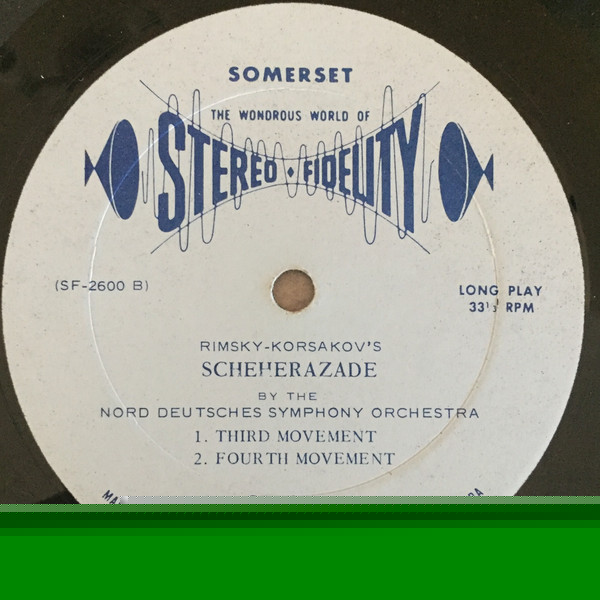 SOMERSET
THE WONDROUS WORLD OF
STEREO · FIDELITY
(SF-2600 B)
LONG PLAY
33⅓ RPM
RIMSKY-KORSAKOV'S
SCHEHERAZADE
BY THE
NORD DEUTSCHES SYMPHONY ORCHESTRA
1. THIRD MOVEMENT
2. FOURTH MOVEMENT